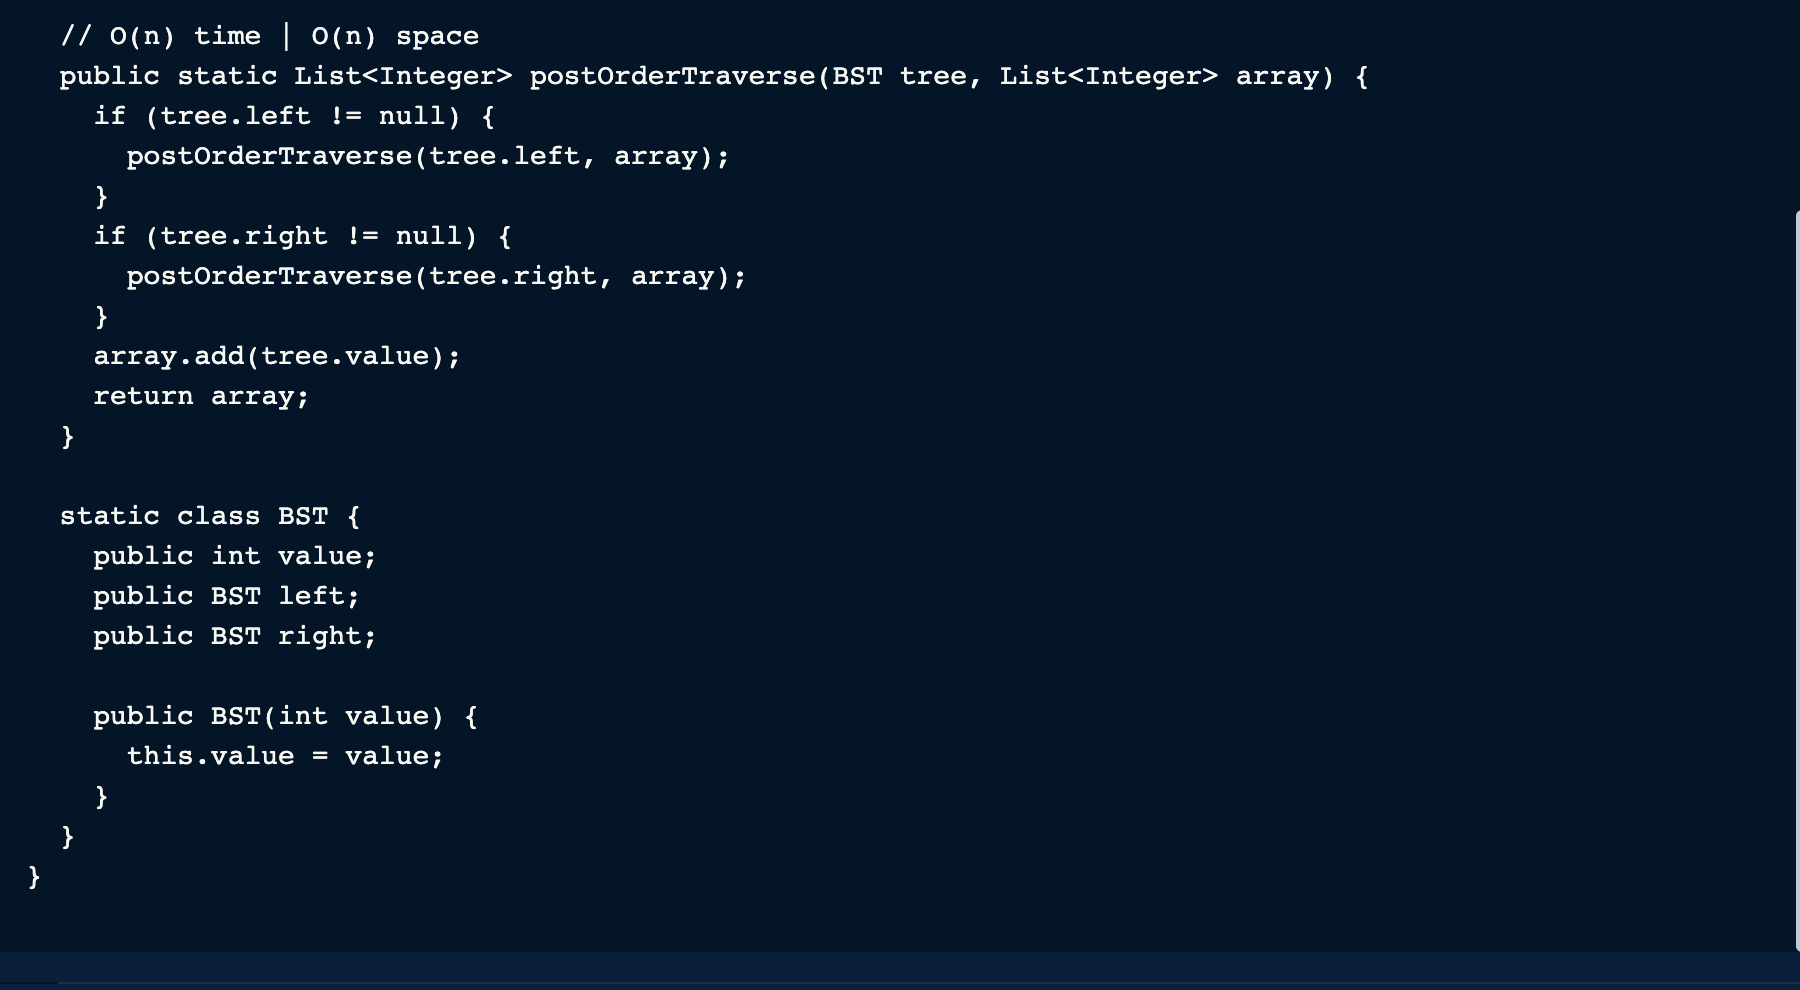 // O(n) time | O(n) space
public static List<Integer> postOrderTraverse(BST tree, List<Integer> array) {
if (tree.left != null) {
postOrderTraverse(tree.left, array);
}
if (tree.right != null) {
postOrderTraverse(tree.right, array);
}
array.add(tree.value);
return array;
}
static class BST {
public int value;
public BST left;
public BST right;
public BST(int value) {
this.value = value;
}
}
}